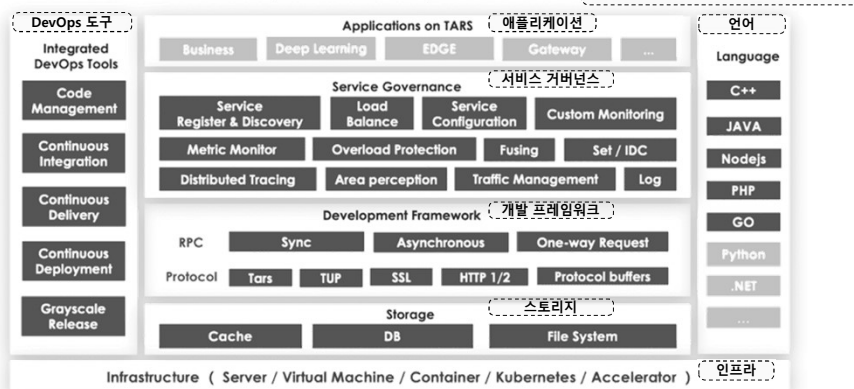 DevOps 도구
Integrated
DevOps Tools
Code
Management
Continuous
Integration
Continuous
Delivery
Continuous
Deployment
Grayscale
Release
Applications on TARS 애플리케이션
Business Deep Learning EDGE Gateway ...
Service Governance 서비스 거버넌스
Service
Register & Discovery
Load
Balance
Service
Configuration
Custom Monitoring
Metric Monitor Overload Protection Fusing Set / IDC
Distributed Tracing Area perception Traffic Management Log
Development Framework 개발 프레임워크
RPC Sync Asynchronous One-way Request
Protocol Tars TUP SSL HTTP 1/2 Protocol buffers
Storage 스토리지
Cache DB File System
언어
Language
C++
JAVA
Nodejs
PHP
GO
Python
.NET
...
Infrastructure ( Server / Virtual Machine / Container / Kubernetes / Accelerator ) 인프라